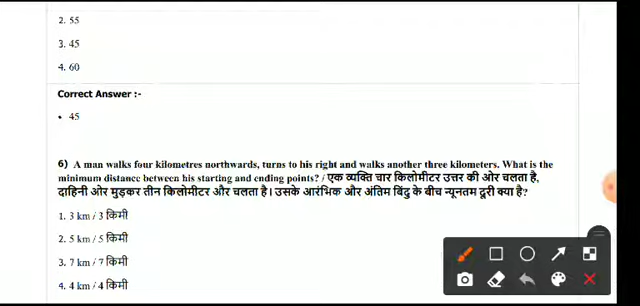 2. 55
3. 45
4. 60
Correct Answer :-
• 45
6) A man walks four kilometres northwards, turns to his right and walks another three kilometers. What is the
minimum distance between his starting and ending points? / एक व्यक्ति चार किलोमीटर उत्तर की ओर चलता है,
दाहिनी ओर मुड़कर तीन किलोमीटर और चलता है। उसके आरंभिक और अंतिम बिंदु के बीच न्यूनतम दूरी क्या है?
1. 3 km / 3 किमी
2. 5 km / 5 किमी
3. 7 km / 7 किमी
4. 4 km / 4 किमी